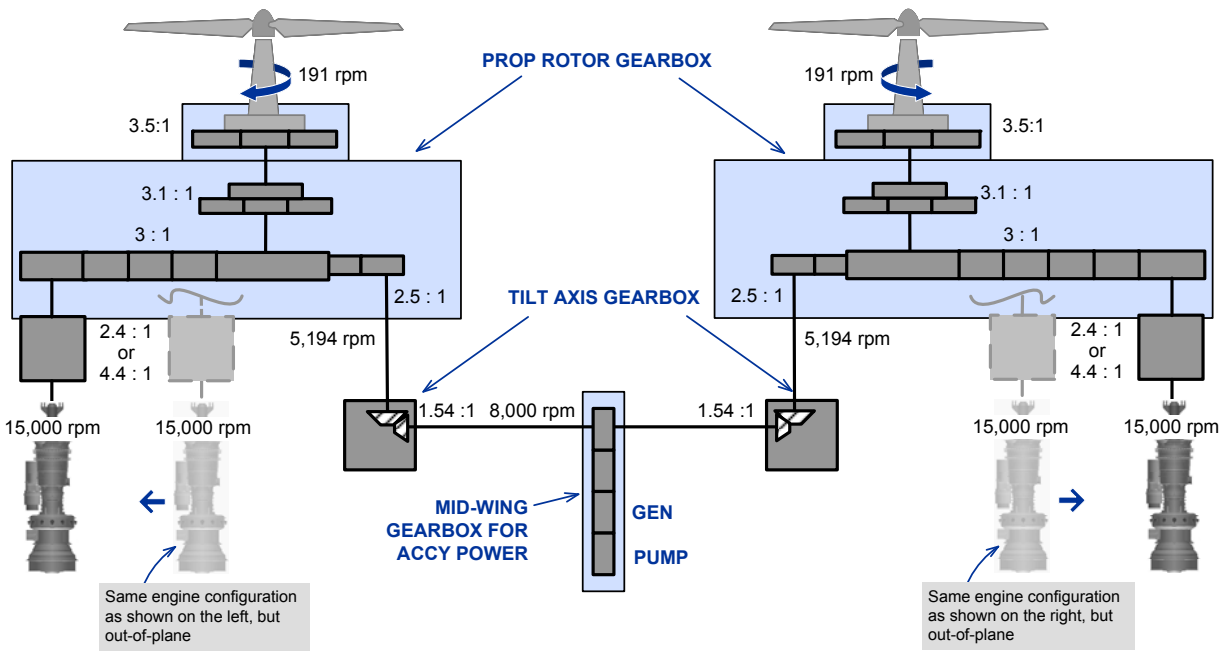 PROP ROTOR GEARBOX
191 rpm
191 rpm
3.5:1
3.5:1
3.1 : 1
3.1 : 1
3 : 1
3 : 1
2.5 : 1
TILT AXIS GEARBOX
2.5 : 1
2.4 : 1
or
4.4 : 1
5,194 rpm
5,194 rpm
2.4 : 1
or
4.4 : 1
1.54 :1
8,000 rpm
1.54 :1
15,000 rpm
15,000 rpm
15,000 rpm
15,000 rpm
MID-WING
GEARBOX FOR
ACCY POWER
GEN
PUMP
Same engine configuration
as shown on the left, but
out-of-plane
Same engine configuration
as shown on the right, but
out-of-plane